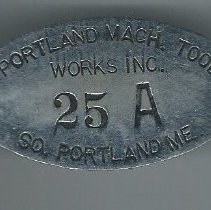 PORTLAND MACH. TOOL
WORKS INC.
25 A
SO. PORTLAND ME.